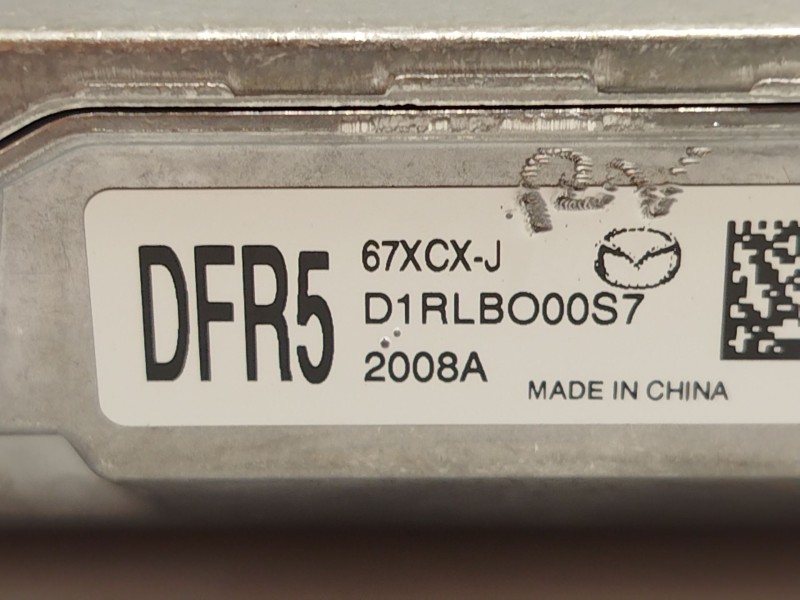 DFR5
67XCX-J
D1RLBO00S7
2008A
MADE IN CHINA